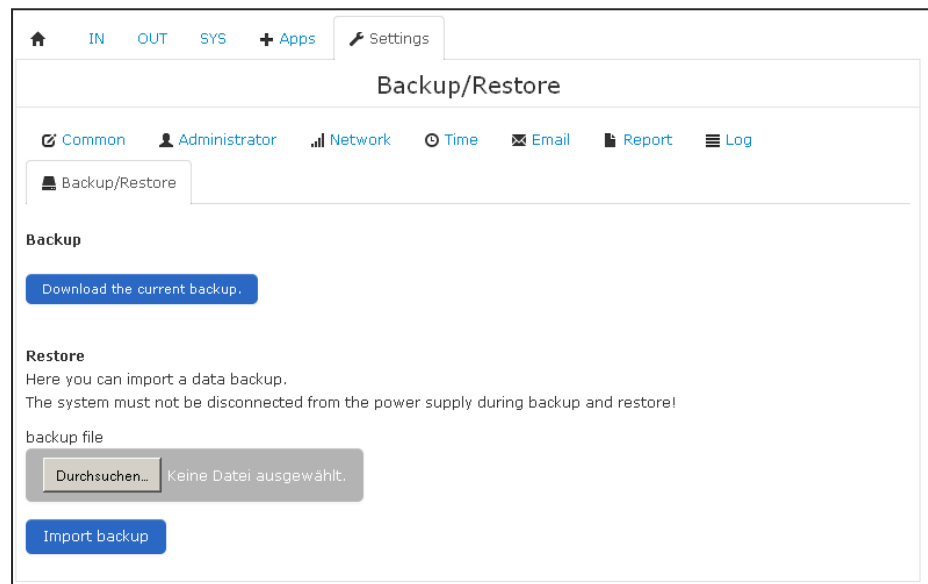 IN OUT SYS Apps Settings
Backup/Restore
Common Administrator Network Time Email Report Log
Backup/Restore
Backup
Download the current backup.
Restore
Here you can import a data backup.
The system must not be disconnected from the power supply during backup and restore!
backup file
Durchsuchen... Keine Datei ausgewählt.
Import backup